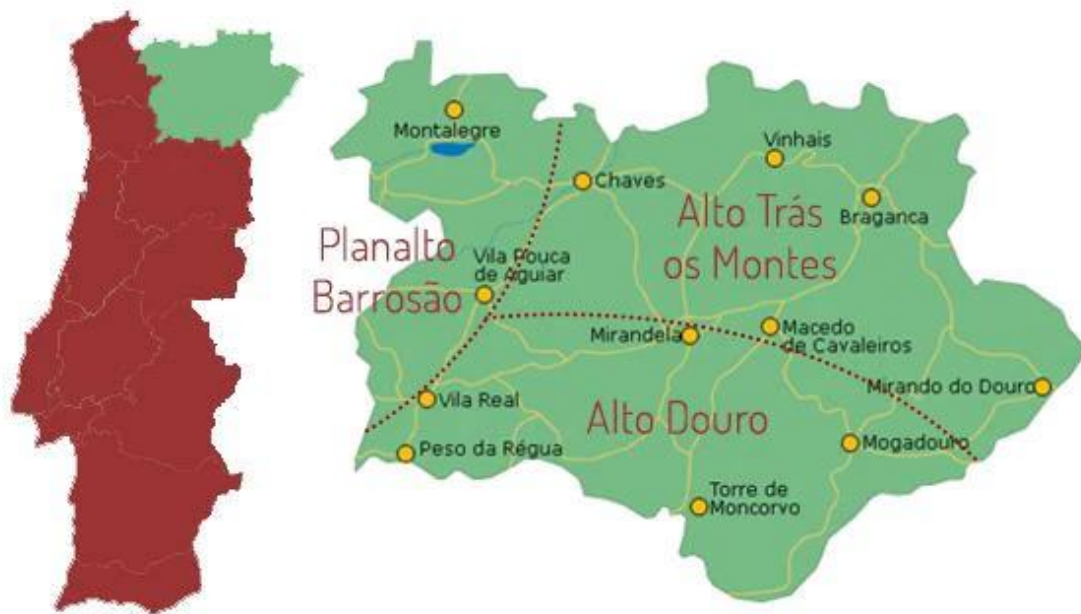 Montalegre
Vinhais
Chaves
Braganca
Alto Trás
os Montes
Planalto
Barrosão
Vila Pouca
de Aguiar
Mirandela
Macedo
de Cavaleiros
Mirando do Douro
Vila Real
Alto Douro
Peso da Régua
Mogadouro
Torre de
Moncorvo